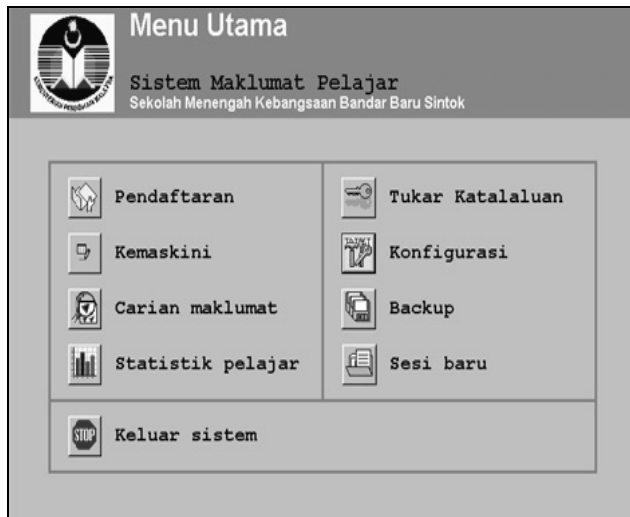 Menu Utama
Sistem Maklumat Pelajar
Sekolah Menengah Kebangsaan Bandar Baru Sintok
Pendaftaran
Kemaskini
Carian maklumat
Statistik pelajar
Tukar Katalaluan
Konfigurasi
Backup
Sesi baru
STOP
Keluar sistem